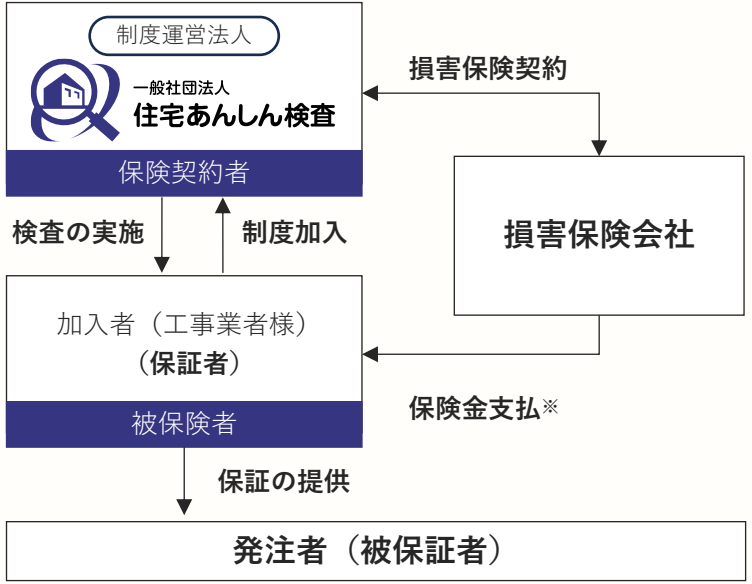 制度運営法人
一般社団法人
住宅あんしん検査
保険契約者
損害保険契約
損害保険会社
検査の実施
制度加入
加入者（工事業者様）
（保証者）
被保険者
保険金支払※
保証の提供
発注者（被保証者）